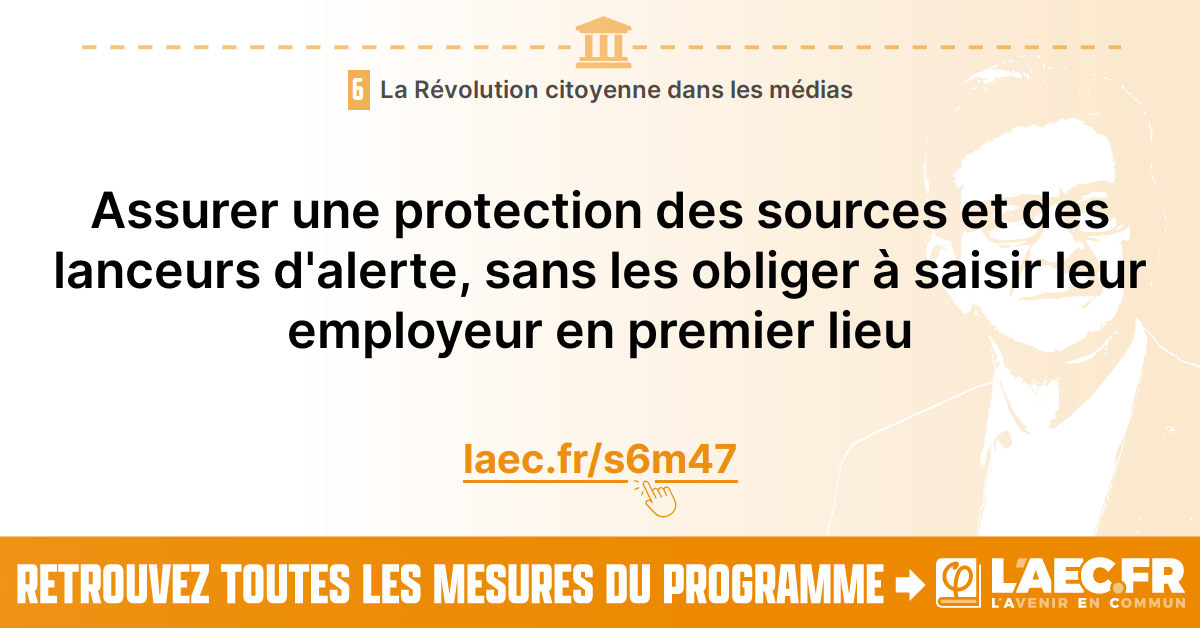 6 La Révolution citoyenne dans les médias
Assurer une protection des sources et des
lanceurs d'alerte, sans les obliger à saisir leur
employeur en premier lieu
laec.fr/s6m47
RETROUVEZ TOUTES LES MESURES DU PROGRAMME
φ L'AEC.FR
L'AVENIR EN COMMUN